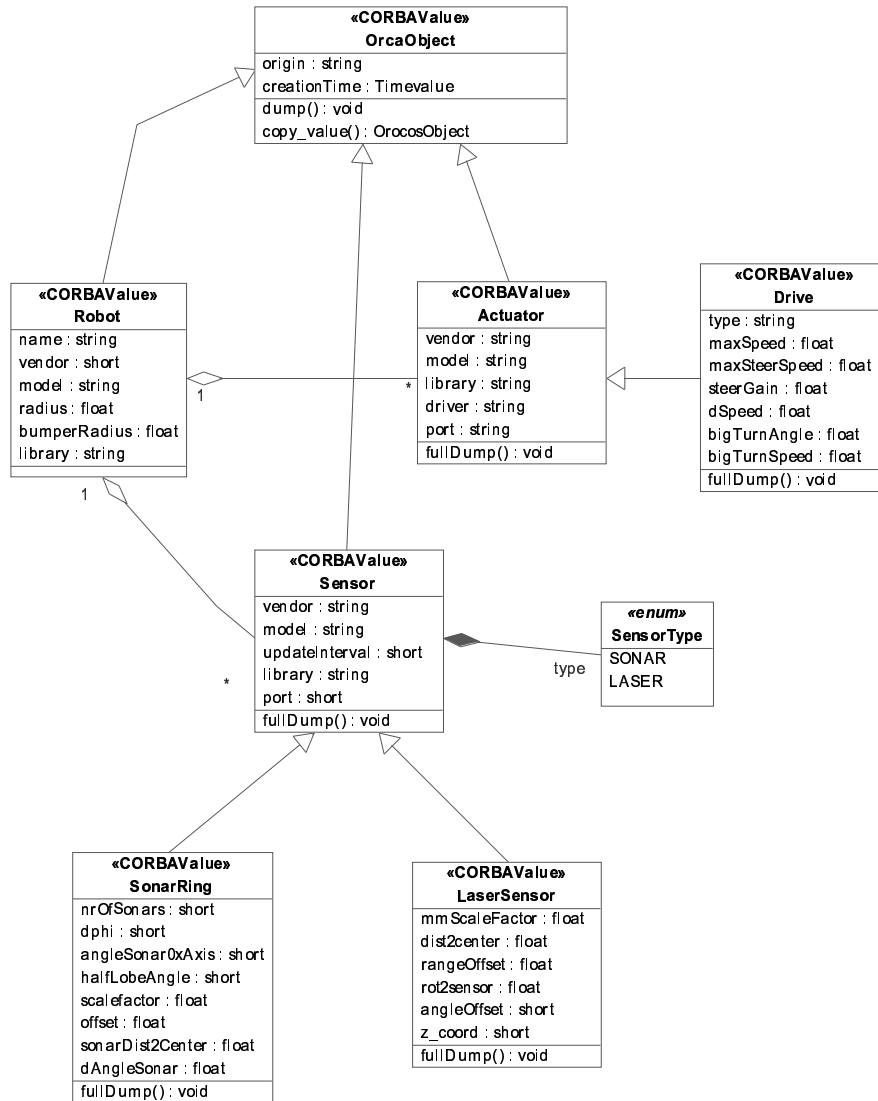 «CORBAValue»
OrcaObject
origin : string
creationTime : Timevalue
dump() : void
copy_value() : OrocosObject
«CORBAValue»
Robot
name : string
vendor : short
model : string
radius : float
bumperRadius : float
library : string
1
*
1
*
«CORBAValue»
Actuator
vendor : string
model : string
library : string
driver : string
port : string
fullDump() : void
«CORBAValue»
Drive
type : string
maxSpeed : float
maxSteerSpeed : float
steerGain : float
dSpeed : float
bigTurnAngle : float
bigTurnSpeed : float
fullDump() : void
«CORBAValue»
Sensor
vendor : string
model : string
updateInterval : short
library : string
port : short
fullDump() : void
type
«enum»
SensorType
SONAR
LASER
«CORBAValue»
SonarRing
nrOfSonars : short
dphi : short
angleSonar0xAxis : short
halfLobeAngle : short
scalefactor : float
offset : float
sonarDist2Center : float
dAngleSonar : float
fullDump() : void
«CORBAValue»
LaserSensor
mmScaleFactor : float
dist2center : float
rangeOffset : float
rot2sensor : float
angleOffset : short
z_coord : short
fullDump() : void